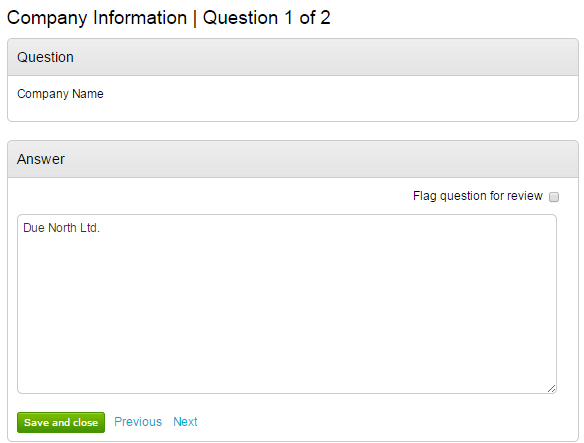 Company Information | Question 1 of 2
Question
Company Name
Answer
Flag question for review
Due North Ltd.
Save and close Previous Next